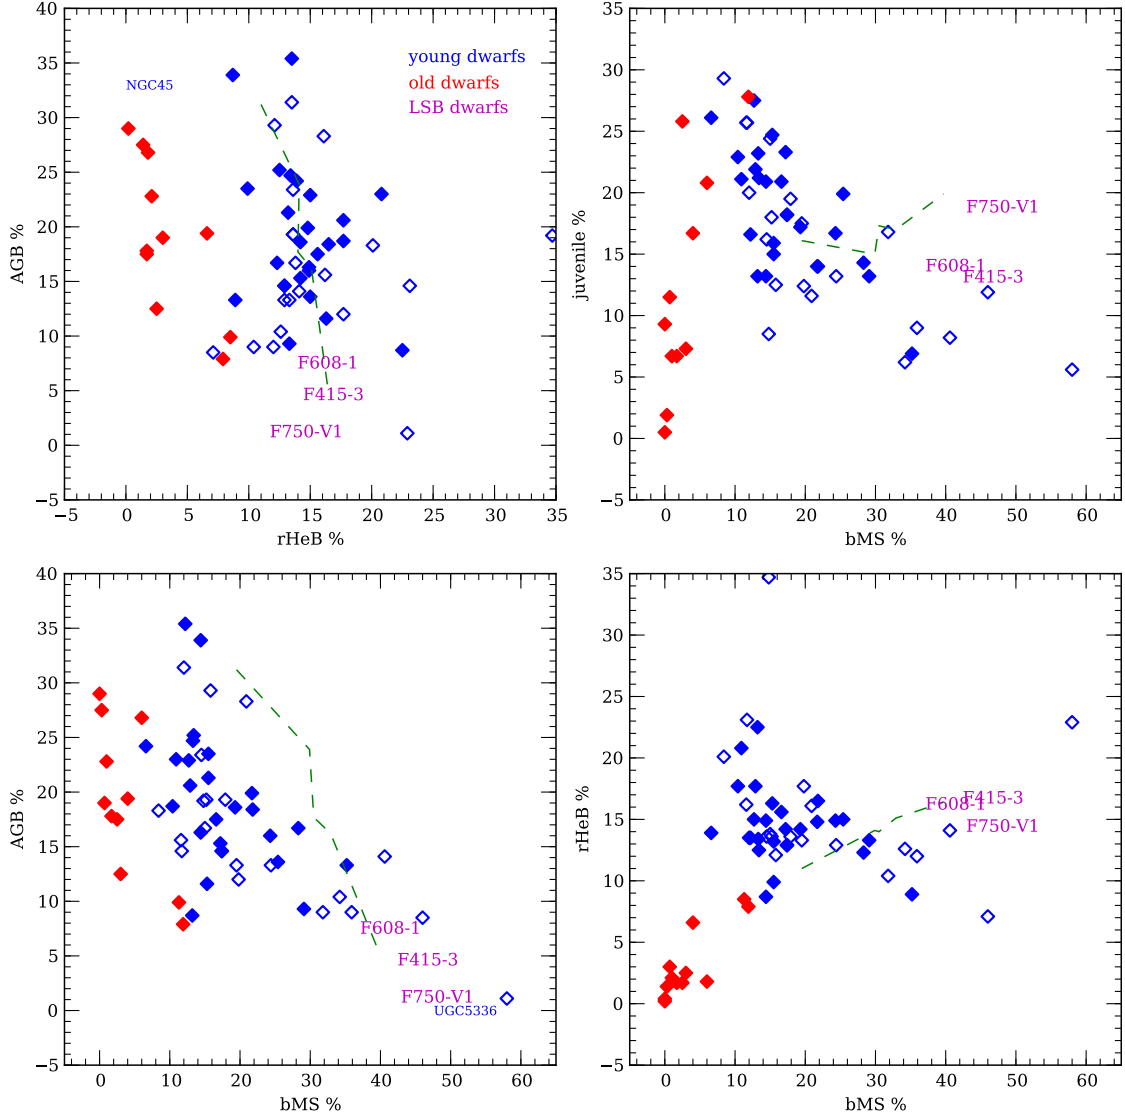 40
35
30
25
20
15
10
5
0
−5
AGB %
−5
0
5
10
15
20
25
30
35
rHeB %
NGC45
young dwarfs
old dwarfs
LSB dwarfs
F608-1
F415-3
F750-V1
35
30
25
20
15
10
5
0
−5
juvenile %
0
10
20
30
40
50
60
bMS %
F750-V1
F608-1
F415-3
40
35
30
25
20
15
10
5
0
−5
AGB %
0
10
20
30
40
50
60
bMS %
F608-1
F415-3
F750-V1
UGC5336
35
30
25
20
15
10
5
0
−5
rHeB %
0
10
20
30
40
50
60
bMS %
F415-3
F608-1
F750-V1